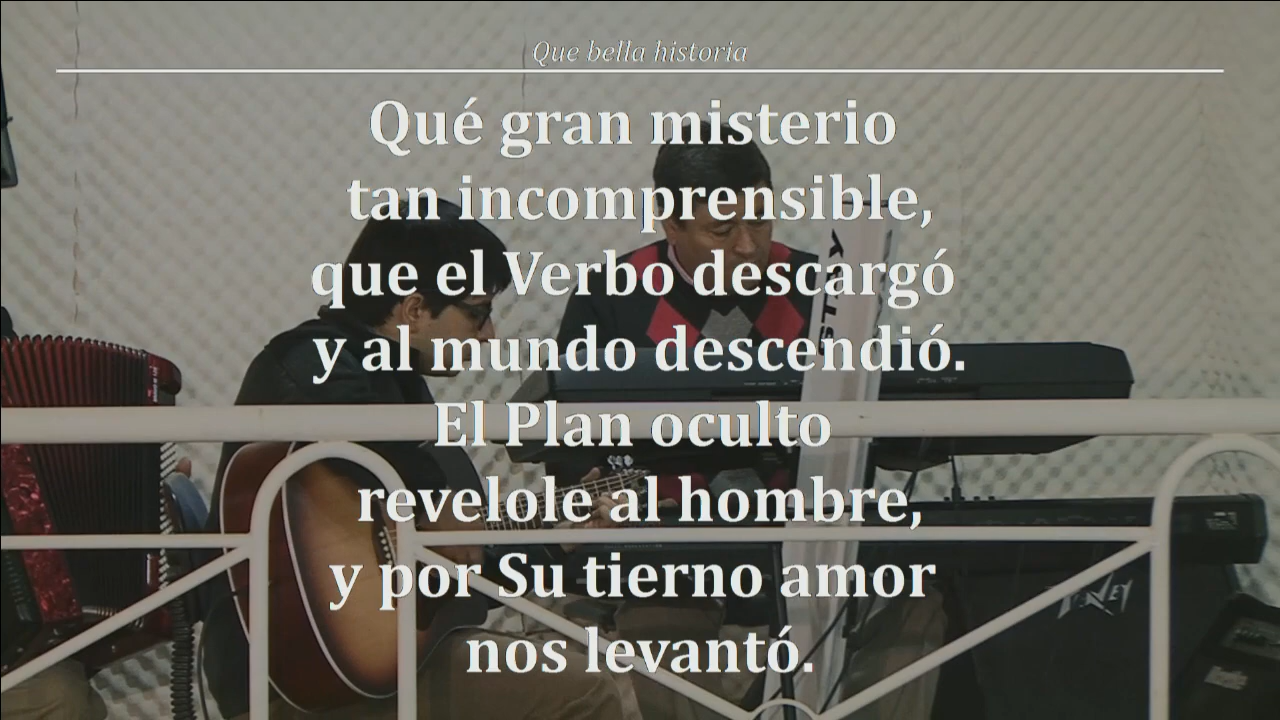 Que bella historia
Qué gran misterio
tan incomprensible,
que el Verbo descargó
y al mundo descendió.
El Plan oculto
revelole al hombre,
y por Su tierno amor
nos levantó.